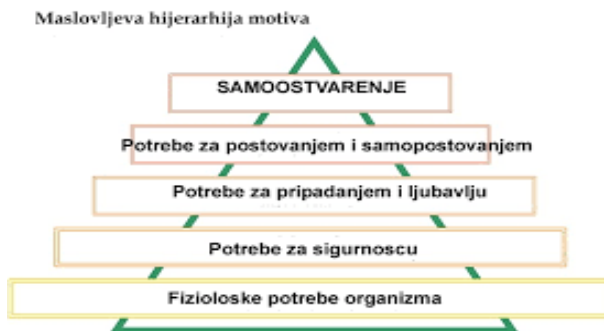 Maslovljeva hijerarhija motiva
SAMOOSTVARENJE
Potrebe za postovanjem i samopostovanjem
Potrebe za pripadanjem i ljubavlju
Potrebe za sigurnoscu
Fizioloske potrebe organizma